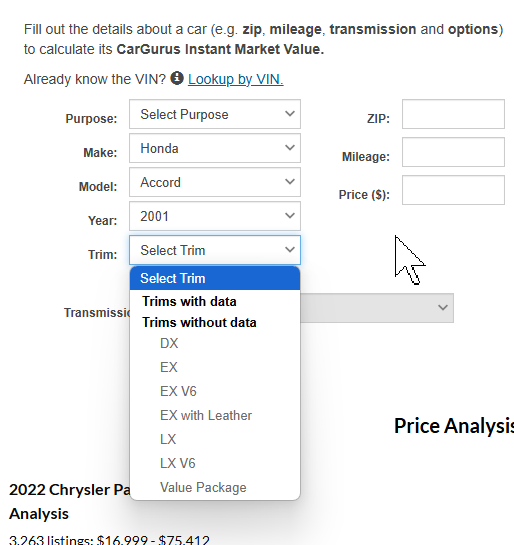 Fill out the details about a car (e.g. zip, mileage, transmission and options)
to calculate its CarGurus Instant Market Value.
Already know the VIN? Lookup by VIN.
Purpose: Select Purpose ZIP:
Make: Honda
Mileage:
Model: Accord
Price ($):
Year: 2001
Trim: Select Trim
Select Trim
Trims with data
Transmissio
Trims without data
DX
EX
EX V6
EX with Leather
Price Analysis
LX
LX V6
Value Package
2022 Chrysler Pa
Analysis
3,263 listings: $16,999 - $75,412